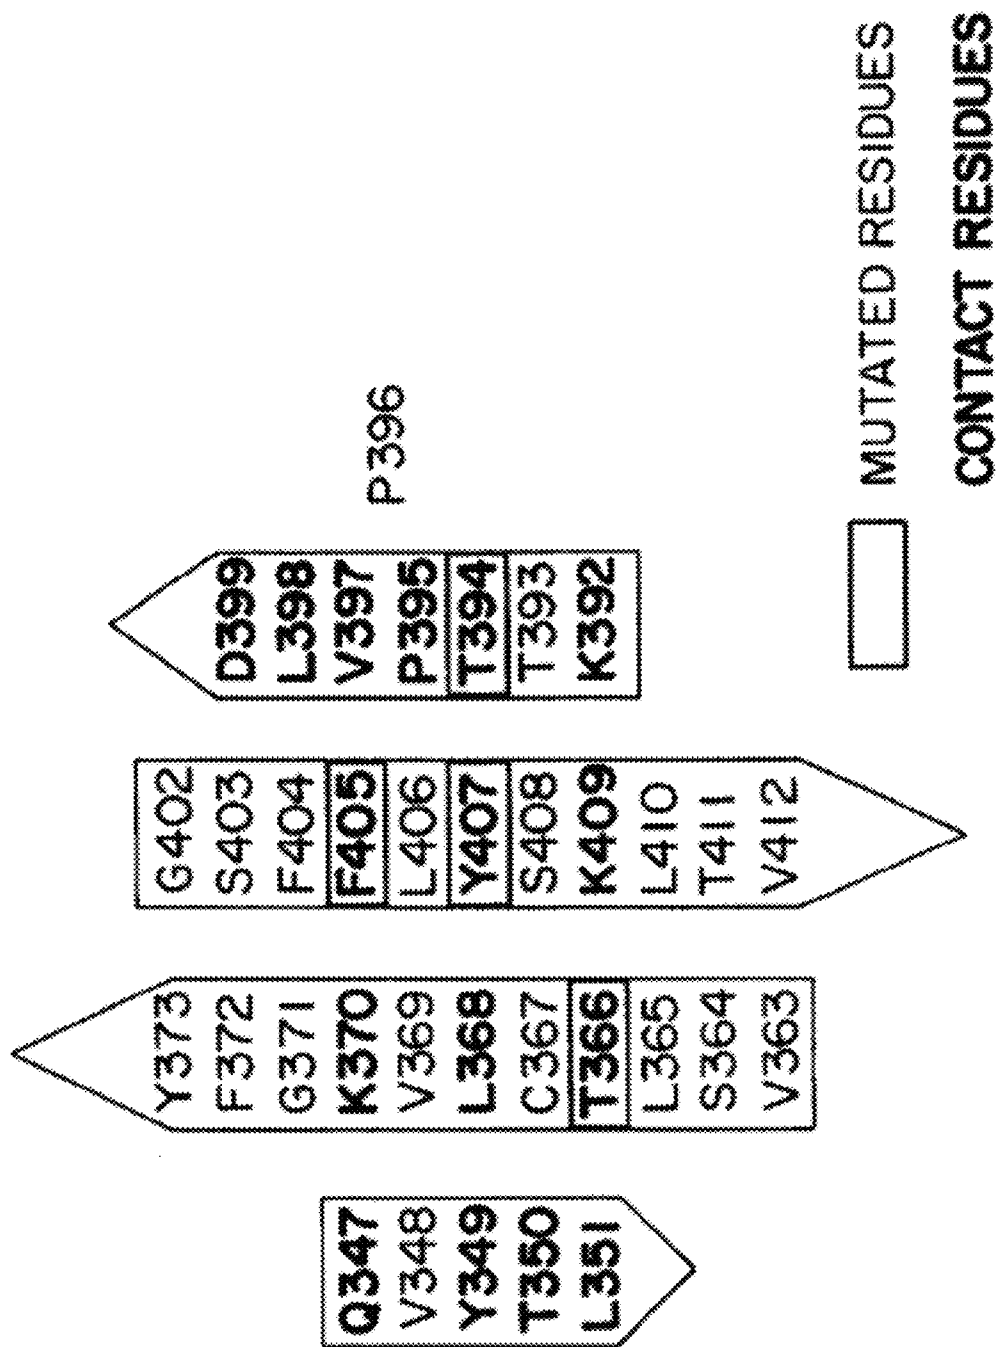 Q347
V348
Y349
T350
L351
Y373
F372
G371
K370
V369
L368
C367
T366
L365
S364
V363
G402
S403
F404
F405
L406
Y407
S408
K409
L410
T411
V412
D399
L398
V397
P395
T394
T393
K392
P396
MUTATED RESIDUES
CONTACT RESIDUES